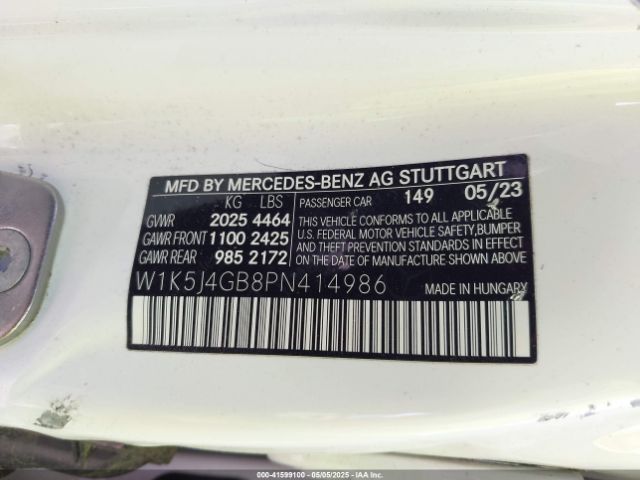 MFD BY MERCEDES-BENZ AG STUTTGART
KG LBS PASSENGER CAR 149 05/23
GVWR 2025 4464
GAWR FRONT 1100 2425
GAWR REAR 985 2172
THIS VEHICLE CONFORMS TO ALL APPLICABLE
U.S. FEDERAL MOTOR VEHICLE SAFETY, BUMPER
AND THEFT PREVENTION STANDARDS IN EFFECT
ON THE DATE OF MANUFACTURE SHOWN ABOVE.
W1K5J4GB8PN414986 MADE IN HUNGARY
000-41599100 - 05/05/2025 - IAAI.COM